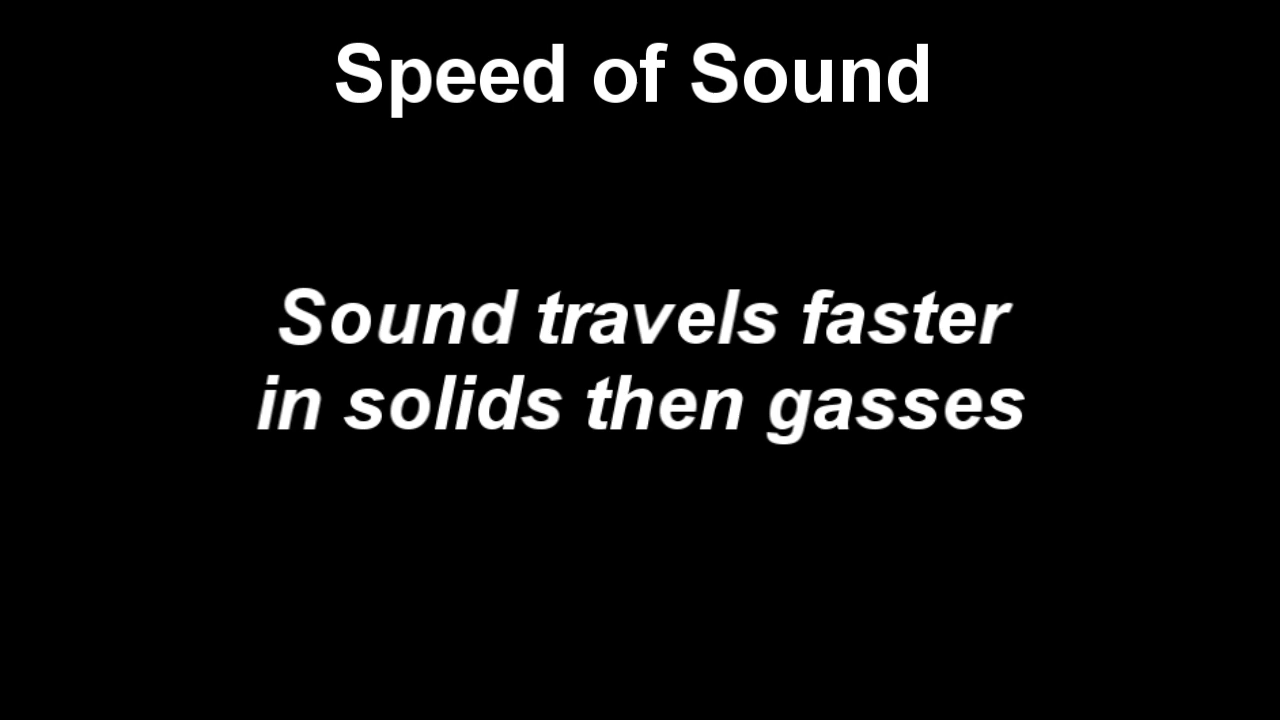 Speed of Sound
Sound travels faster
in solids then gasses